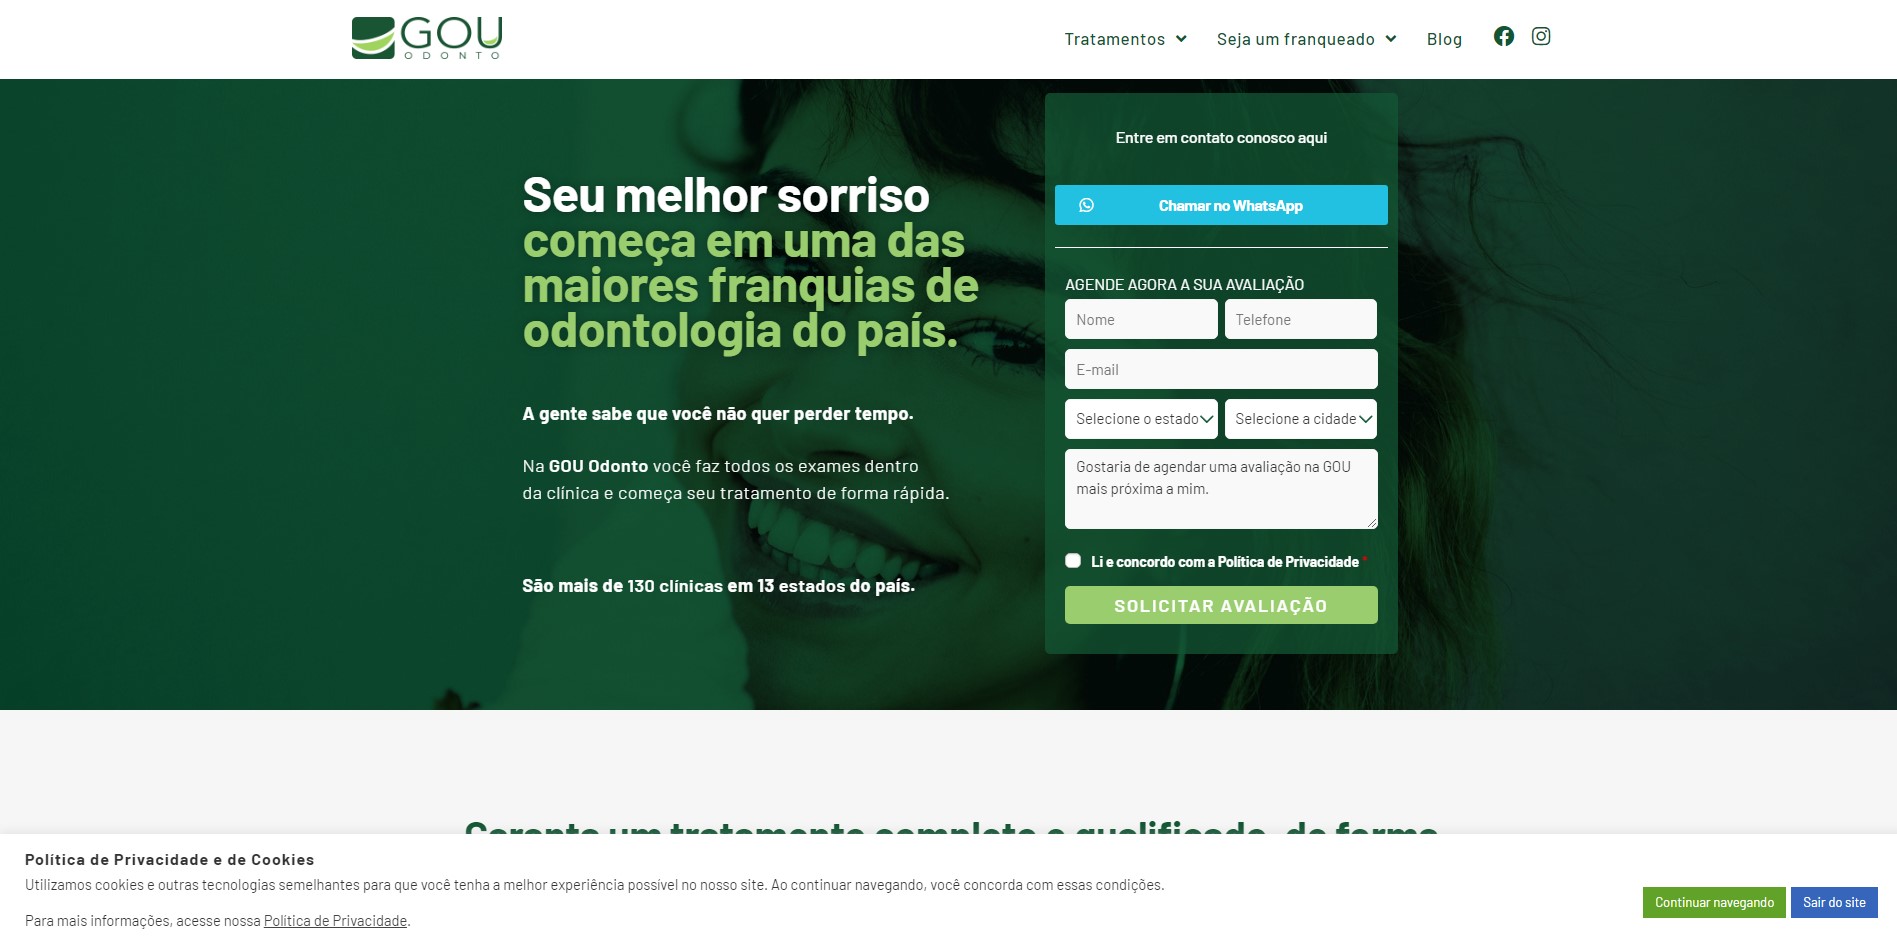 GOU
ODONTO
Tratamentos
Seja um franqueado
Blog
Seu melhor sorriso
começa em uma das
maiores franquias de
odontologia do país.
A gente sabe que você não quer perder tempo.
Na GOU Odonto você faz todos os exames dentro
da clínica e começa seu tratamento de forma rápida.
São mais de 130 clínicas em 13 estados do país.
Entre em contato conosco aqui
Chamar no WhatsApp
AGENDE AGORA A SUA AVALIAÇÃO
Nome
Telefone
E-mail
Selecione o estado
Selecione a cidade
Gostaria de agendar uma avaliação na GOU
mais próxima a mim.
Li e concordo com a Política de Privacidade *
SOLICITAR AVALIAÇÃO
Garanta um tratamento completo e qualificado, de forma
Política de Privacidade e de Cookies
Utilizamos cookies e outras tecnologias semelhantes para que você tenha a melhor experiência possível no nosso site. Ao continuar navegando, você concorda com essas condições.
Para mais informações, acesse nossa Política de Privacidade.
Continuar navegando
Sair do site